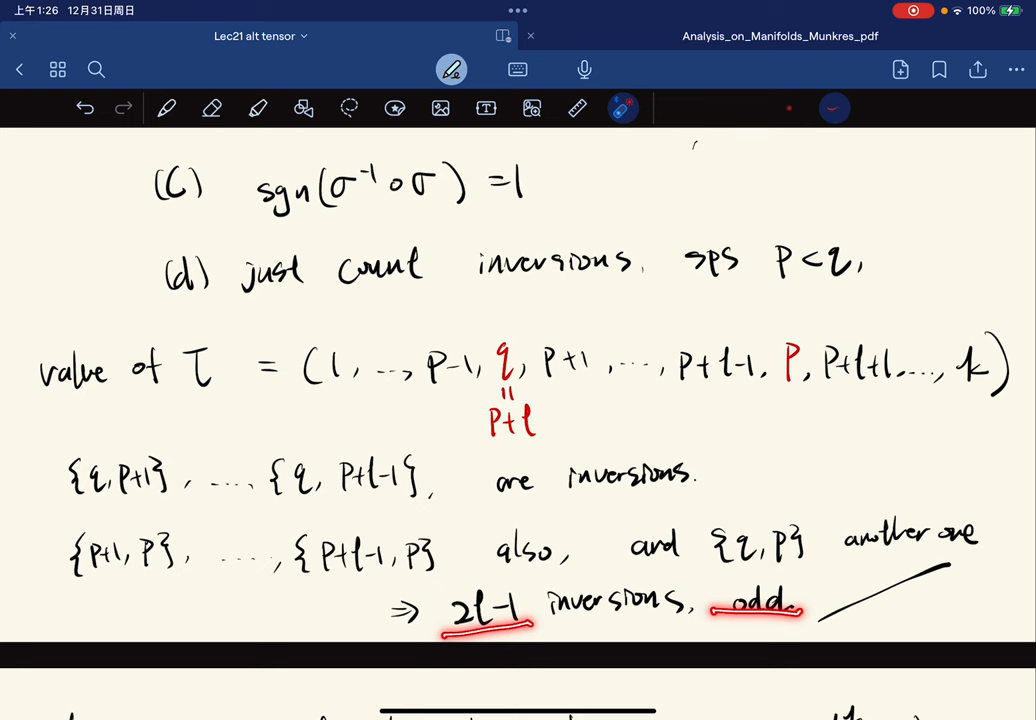 上午1:26 12月31日周日
100%
Lec21 alt tensor
Analysis_on_Manifolds_Munkres_pdf
(C) sgn(σ⁻¹∘σ) =1
(d) just count inversions. sps p<q,
value of τ = (1, ..., p-1, q, p+1, ..., p+l-1, p, p+l+1, ..., k)
=
p+l
{q,p+1}, .... {q, p+l-1}, are inversions.
{p+1, p}, ...., {p+l-1, p} also, and {q,p} another one
⇒ 2l-1 inversions, odd.